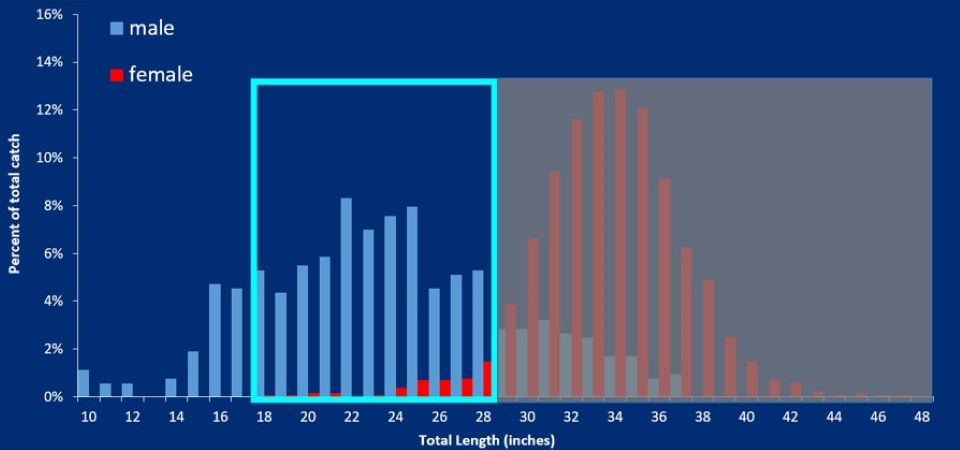 16%
male
14%
female
12%
10%
8%
6%
4%
2%
0%
Percent of total catch
10 12 14 16 18 20 22 24 26 28 30 32 34 36 38 40 42 44 46 48
Total Length (inches)